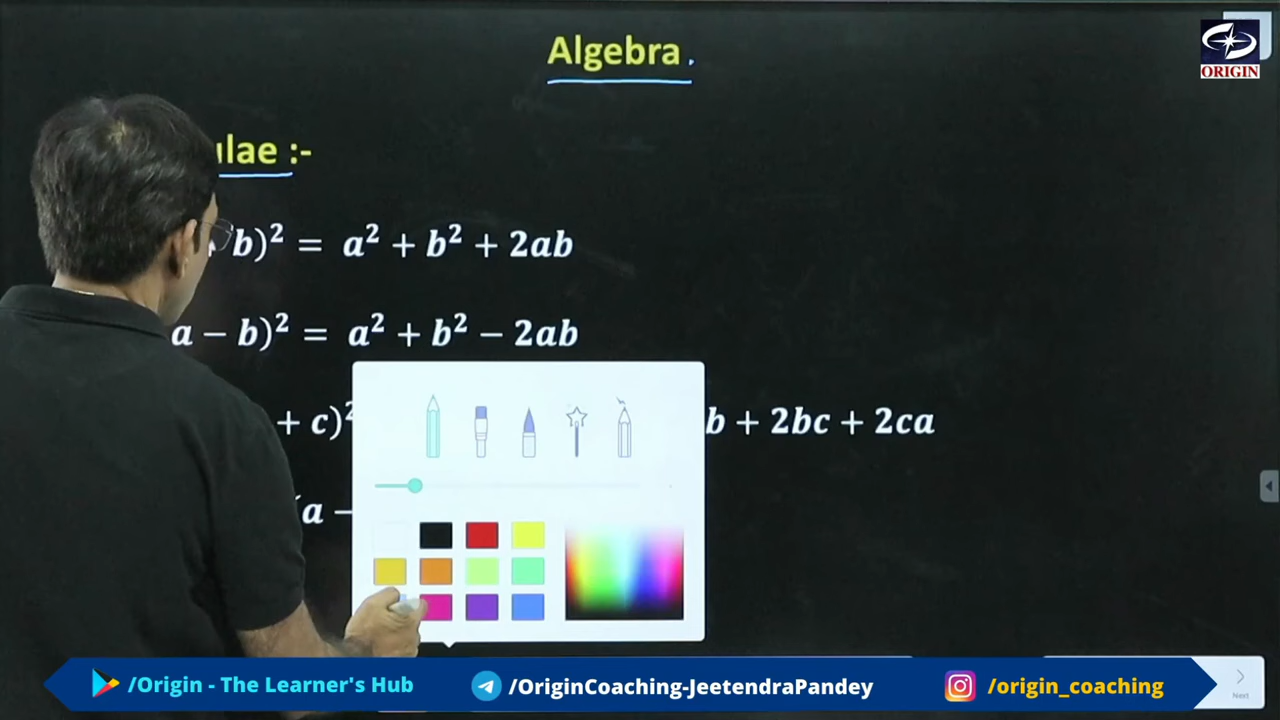 Algebra .
ORIGIN
ulae :-
b)² = a² + b² + 2ab
a − b)² = a² + b² − 2ab
+ c)² b + 2bc + 2ca
(a −
/Origin - The Learner's Hub
/OriginCoaching-JeetendraPandey
/origin_coaching
Next